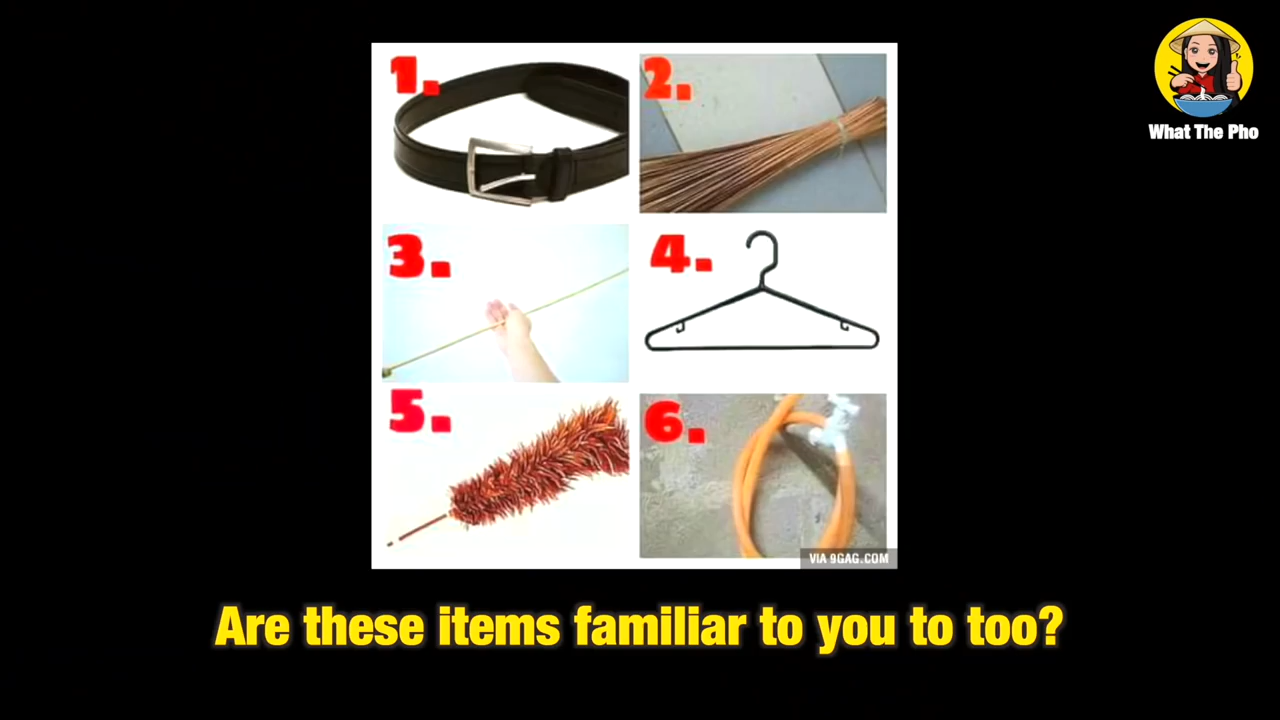 1.
2.
What The Pho
3.
4.
5.
6.
VIA 9GAG.COM
Are these items familiar to you to too?